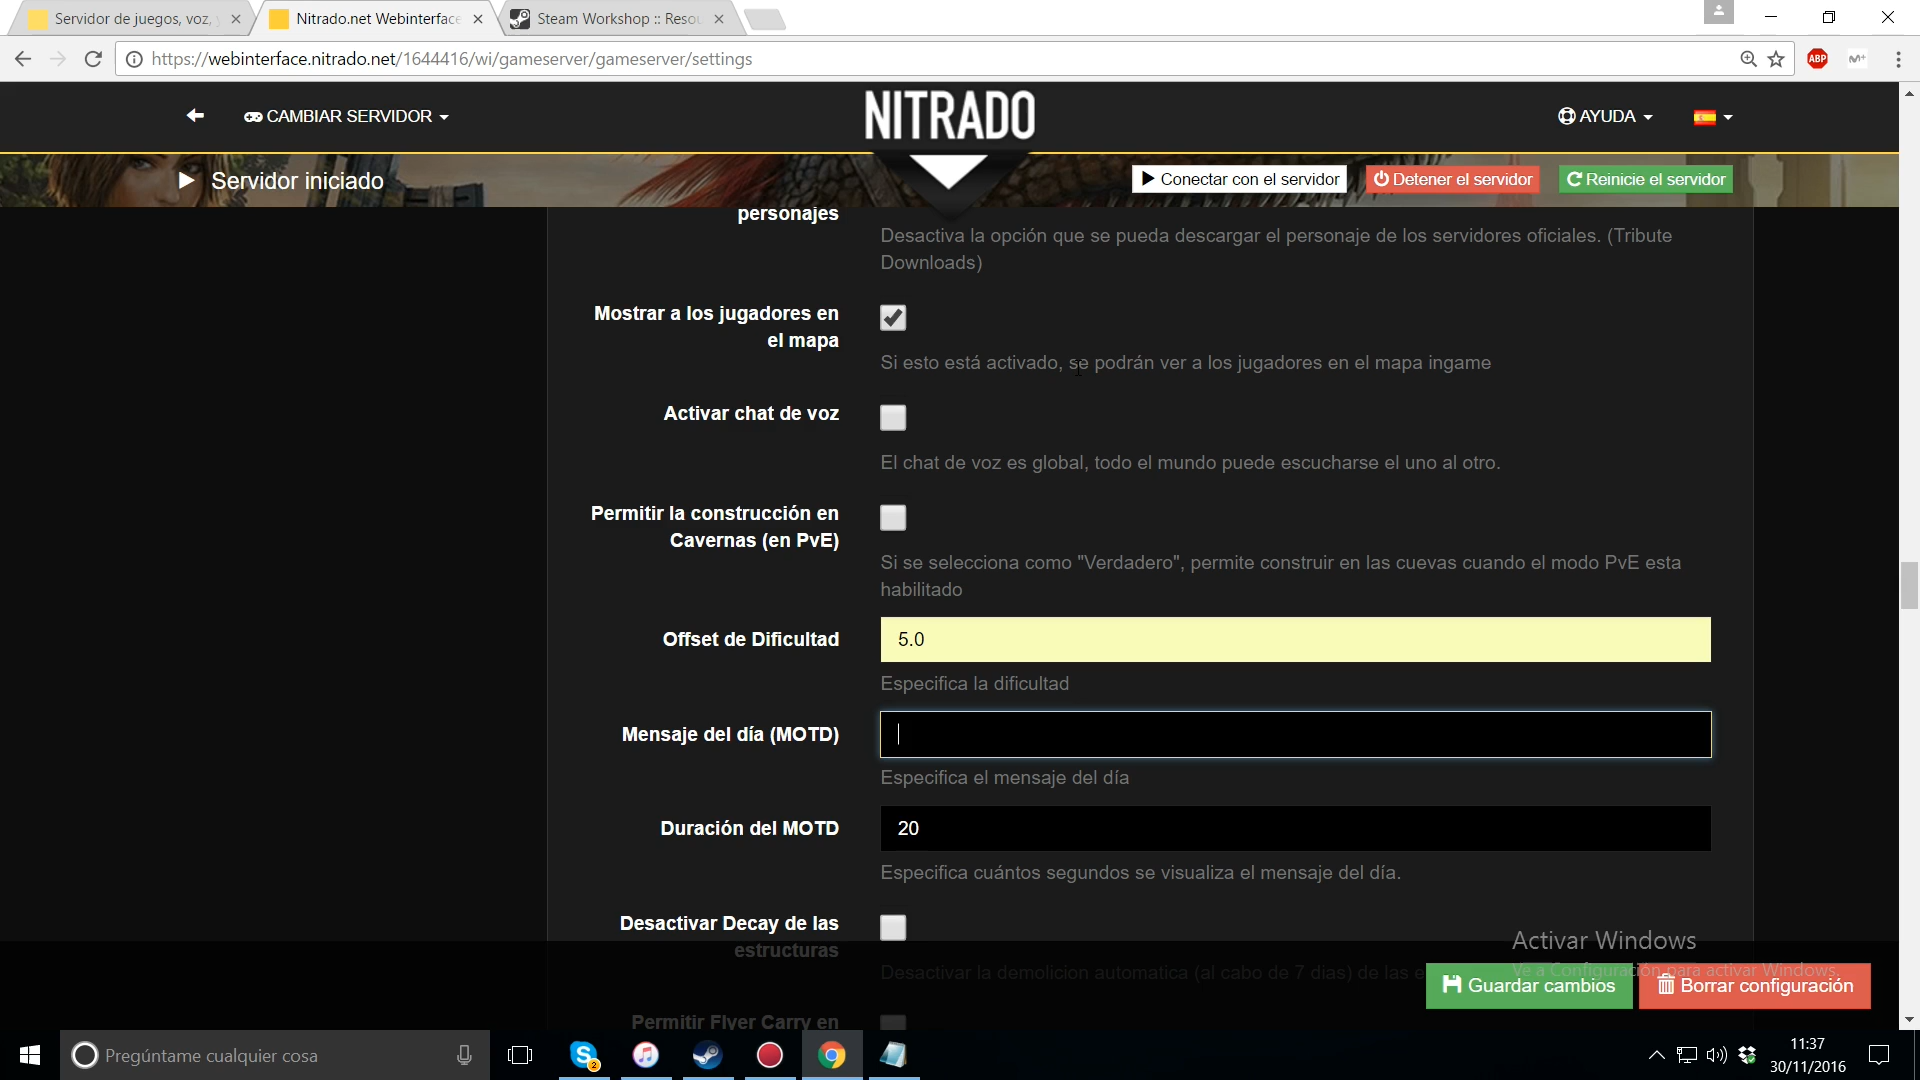 Servidor de juegos, voz,
Nitrado.net Webinterface
Steam Workshop :: Resou
https://webinterface.nitrado.net/1644416/wi/gameserver/gameserver/settings
ABP
CAMBIAR SERVIDOR
NITRADO
AYUDA
Servidor iniciado
Conectar con el servidor
Detener el servidor
Reinicie el servidor
personajes
Desactiva la opción que se pueda descargar el personaje de los servidores oficiales. (Tribute
Downloads)
Mostrar a los jugadores en
el mapa
Si esto está activado, se podrán ver a los jugadores en el mapa ingame
Activar chat de voz
El chat de voz es global, todo el mundo puede escucharse el uno al otro.
Permitir la construcción en
Cavernas (en PvE)
Si se selecciona como "Verdadero", permite construir en las cuevas cuando el modo PvE esta
habilitado
Offset de Dificultad
5.0
Especifica la dificultad
Mensaje del día (MOTD)
Especifica el mensaje del día
Duración del MOTD
20
Especifica cuántos segundos se visualiza el mensaje del día.
Desactivar Decay de las
estructuras
Desactivar la demolicion automatica (al cabo de 7 dias) de las e
Activar Windows
Ve a Configuración para activar Windows.
Guardar cambios
Borrar configuración
Permitir Flyer Carry en
Pregúntame cualquier cosa
2
11:37
30/11/2016